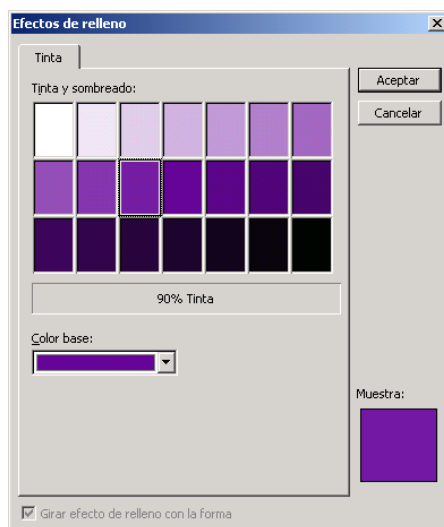 Efectos de relleno
Tinta
Tinta y sombreado:
Aceptar
Cancelar
90% Tinta
Color base:
Muestra:
Girar efecto de relleno con la forma